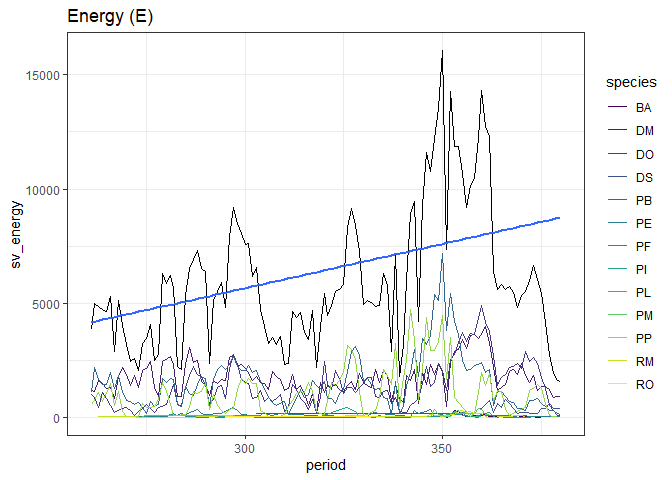 Energy (E)
15000
10000
5000
0
sv_energy
300
350
period
species
BA
DM
DO
DS
PB
PE
PF
PI
PL
PM
PP
RM
RO